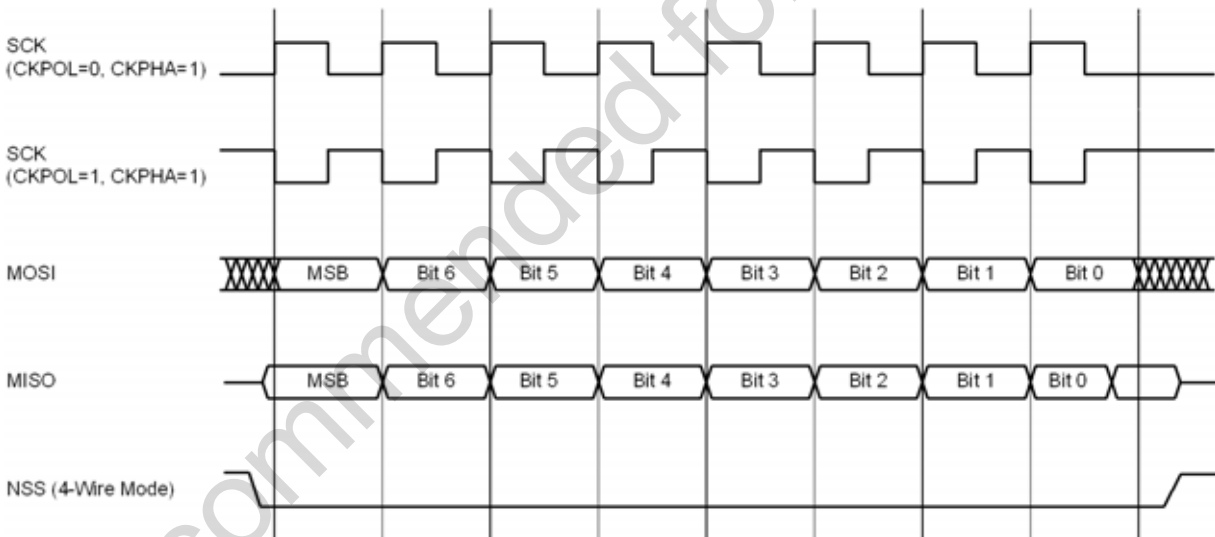 SCK
(CKPOL=0, CKPHA=1)
SCK
(CKPOL=1, CKPHA=1)
MOSI MSB Bit 6 Bit 5 Bit 4 Bit 3 Bit 2 Bit 1 Bit 0
MISO MSB Bit 6 Bit 5 Bit 4 Bit 3 Bit 2 Bit 1 Bit 0
NSS (4-Wire Mode)
ommended fo